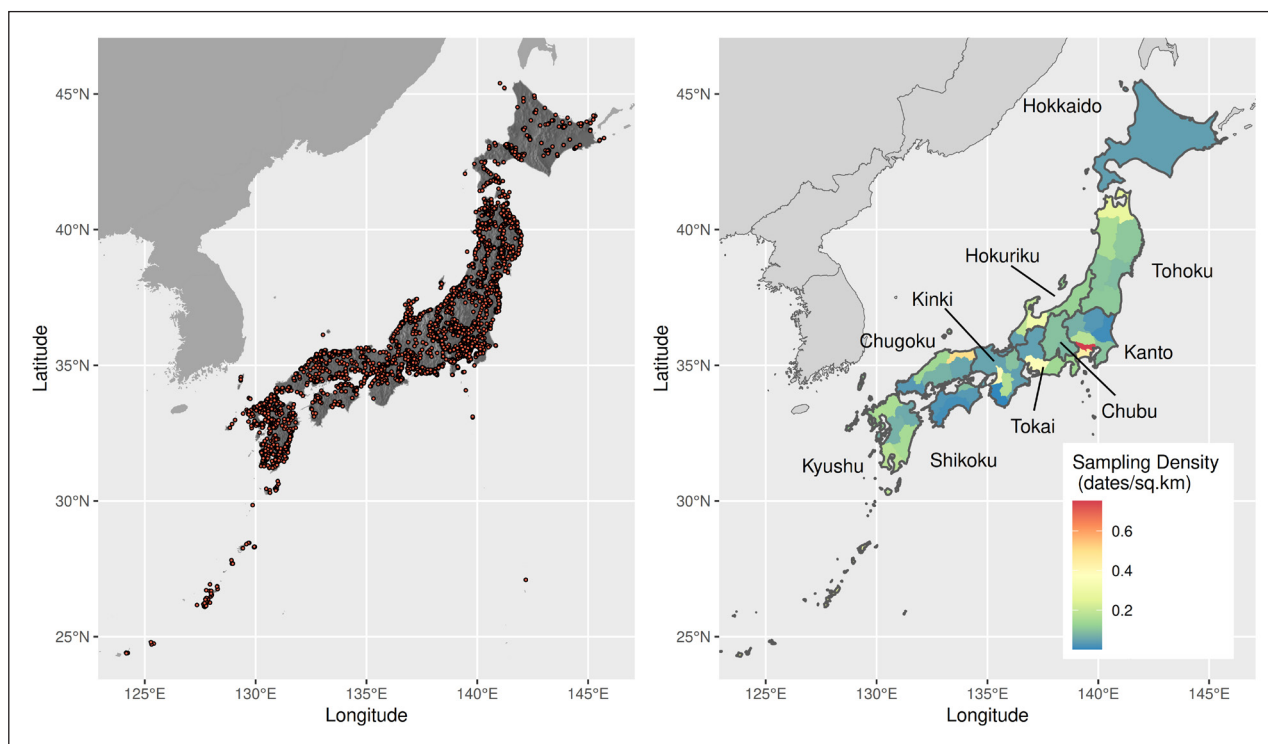 45°N
40°N
35°N
30°N
25°N
Latitude
125°E
130°E
135°E
140°E
145°E
Longitude
45°N
40°N
35°N
30°N
25°N
Latitude
Hokkaido
Hokuriku
Tohoku
Kinki
Chugoku
Kanto
Chubu
Tokai
Kyushu
Shikoku
Sampling Density
(dates/sq.km)
0.6
0.4
0.2
125°E
130°E
135°E
140°E
145°E
Longitude